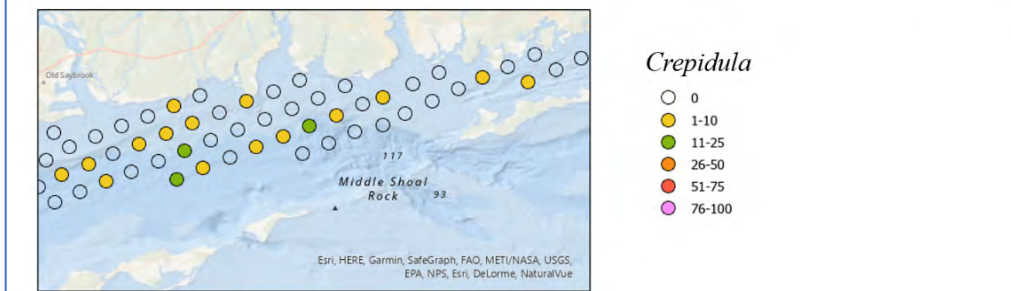 Old Saybrook
117
Middle Shoal
Rock
93
Esri, HERE, Garmin, SafeGraph, FAO, METI/NASA, USGS,
EPA, NPS, Esri, DeLorme, NaturalVue
Crepidula
0
1-10
11-25
26-50
51-75
76-100